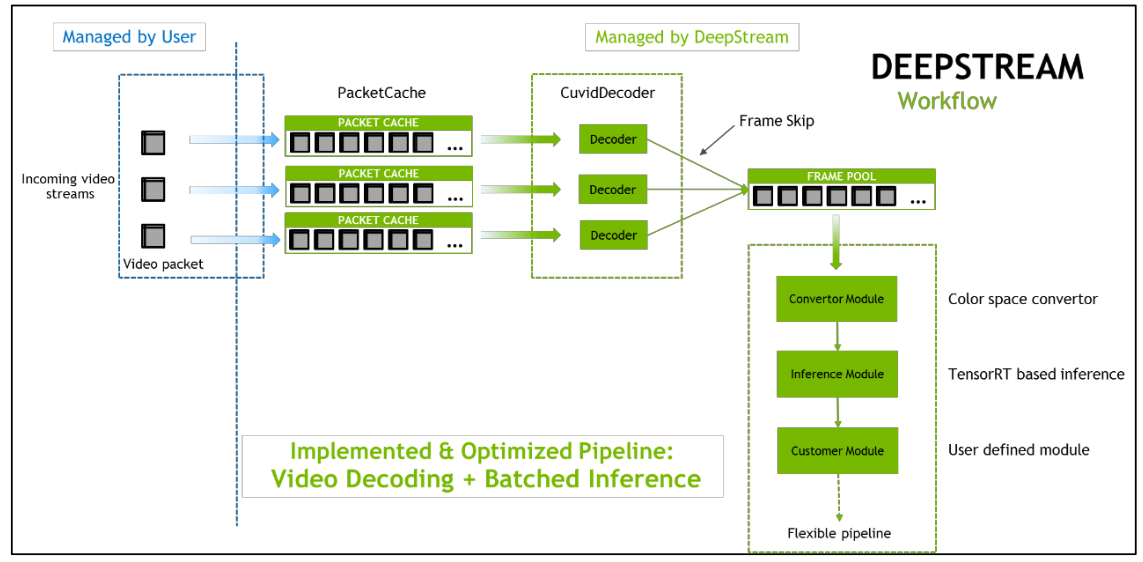 Managed by User
Managed by DeepStream
DEEPSTREAM
Workflow
PacketCache
CuvidDecoder
Frame Skip
Incoming video
streams
PACKET CACHE
...
PACKET CACHE
...
PACKET CACHE
...
Decoder
Decoder
Decoder
FRAME POOL
...
Video packet
Convertor Module
Color space convertor
Inference Module
TensorRT based inference
Customer Module
User defined module
Implemented & Optimized Pipeline:
Video Decoding + Batched Inference
Flexible pipeline